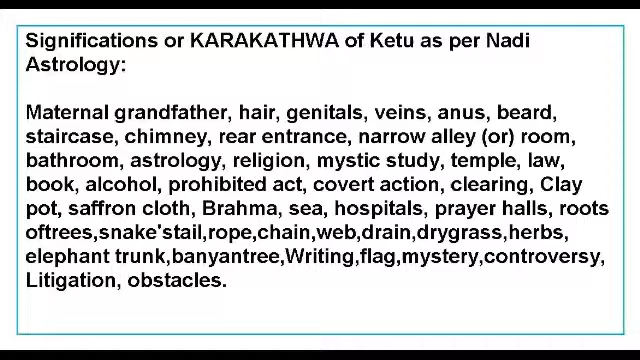 Significations or KARAKATHWA of Ketu as per Nadi
Astrology:
Maternal grandfather, hair, genitals, veins, anus, beard,
staircase, chimney, rear entrance, narrow alley (or) room,
bathroom, astrology, religion, mystic study, temple, law,
book, alcohol, prohibited act, covert action, clearing, Clay
pot, saffron cloth, Brahma, sea, hospitals, prayer halls, roots
oftrees,snake'stail,rope,chain,web,drain,drygrass,herbs,
elephant trunk,banyantree,Writing,flag,mystery,controversy,
Litigation, obstacles.